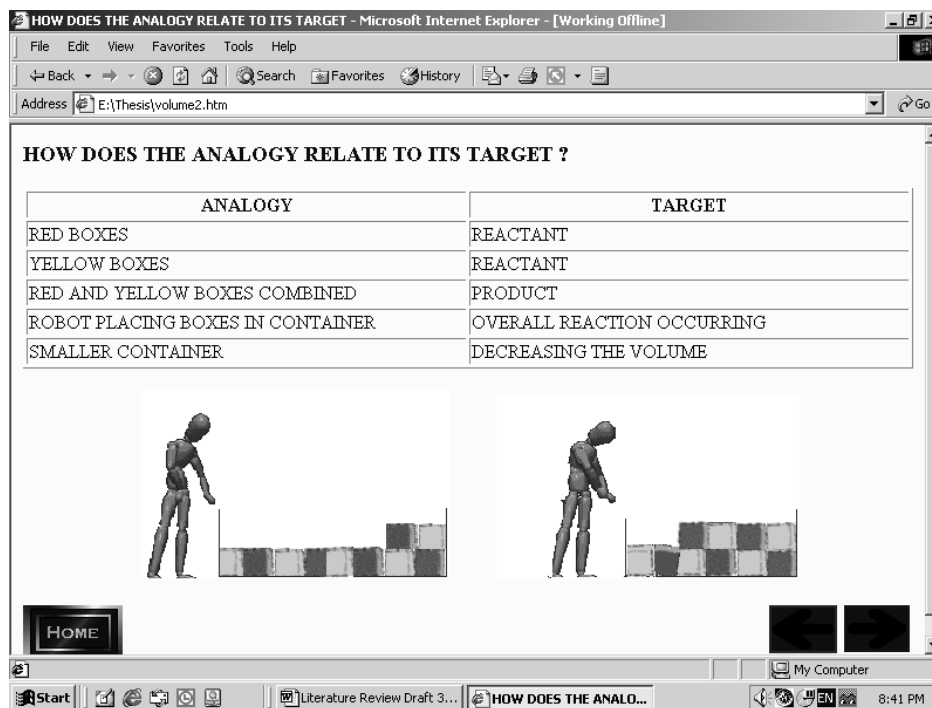 HOW DOES THE ANALOGY RELATE TO ITS TARGET - Microsoft Internet Explorer - [Working Offline]
File Edit View Favorites Tools Help
Back Search Favorites History
Address E:\Thesis\volume2.htm Go
HOW DOES THE ANALOGY RELATE TO ITS TARGET ?
ANALOGY TARGET
RED BOXES REACTANT
YELLOW BOXES REACTANT
RED AND YELLOW BOXES COMBINED PRODUCT
ROBOT PLACING BOXES IN CONTAINER OVERALL REACTION OCCURRING
SMALLER CONTAINER DECREASING THE VOLUME
HOME
My Computer
Start Literature Review Draft 3... HOW DOES THE ANALO... EN 8:41 PM